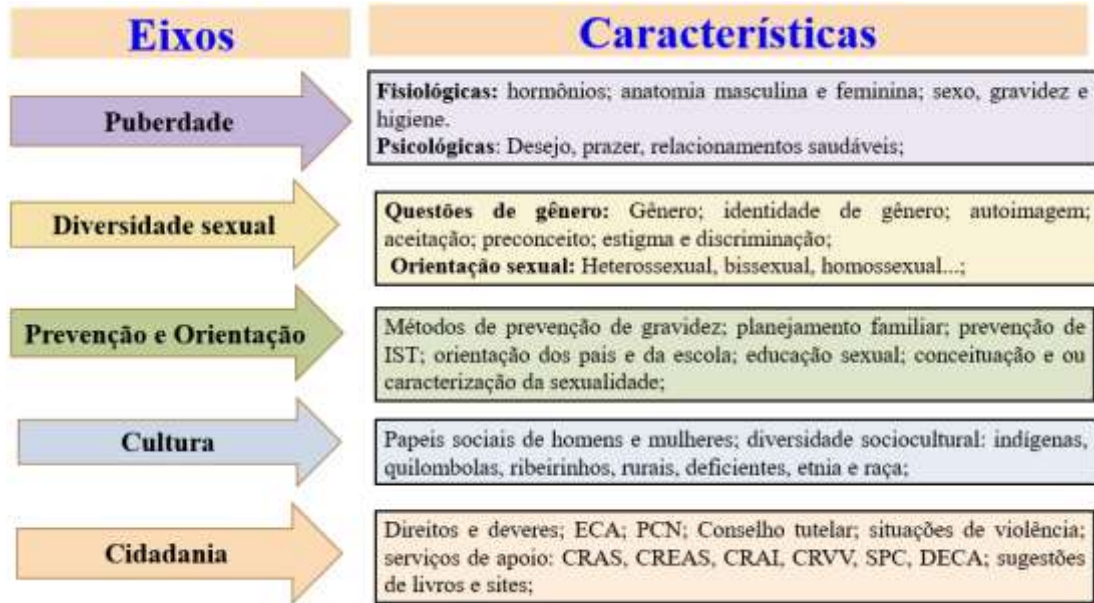 Eixos
Características
Puberdade
Fisiológicas: hormônios; anatomia masculina e feminina; sexo, gravidez e
higiene.
Psicológicas: Desejo, prazer, relacionamentos saudáveis;
Diversidade sexual
Questões de gênero: Gênero; identidade de gênero; autoimagem;
aceitação; preconceito; estigma e discriminação;
Orientação sexual: Heterossexual, bissexual, homossexual...;
Prevenção e Orientação
Métodos de prevenção de gravidez; planejamento familiar; prevenção de
IST; orientação dos pais e da escola; educação sexual; conceituação e ou
caracterização da sexualidade;
Cultura
Papeis sociais de homens e mulheres; diversidade sociocultural: indígenas,
quilombolas, ribeirinhos, rurais, deficientes, etnia e raça;
Cidadania
Direitos e deveres; ECA; PCN; Conselho tutelar; situações de violência;
serviços de apoio: CRAS, CREAS, CRAI, CRVV, SPC, DECA; sugestões
de livros e sites;